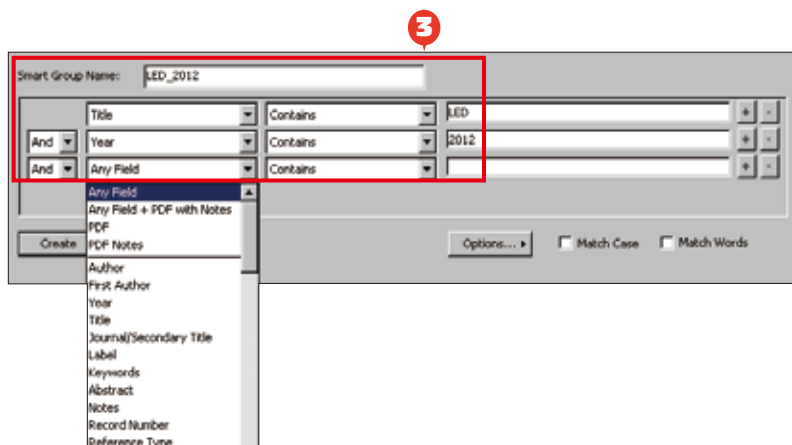 3
Smart Group Name: LED_2012
Title Contains LED + -
And Year Contains 2012 + -
And Any Field Contains + -
Any Field
Any Field + PDF with Notes
PDF
Create PDF Notes Options... Match Case Match Words
Author
First Author
Year
Title
Journal/Secondary Title
Label
Keywords
Abstract
Notes
Record Number
Reference Type